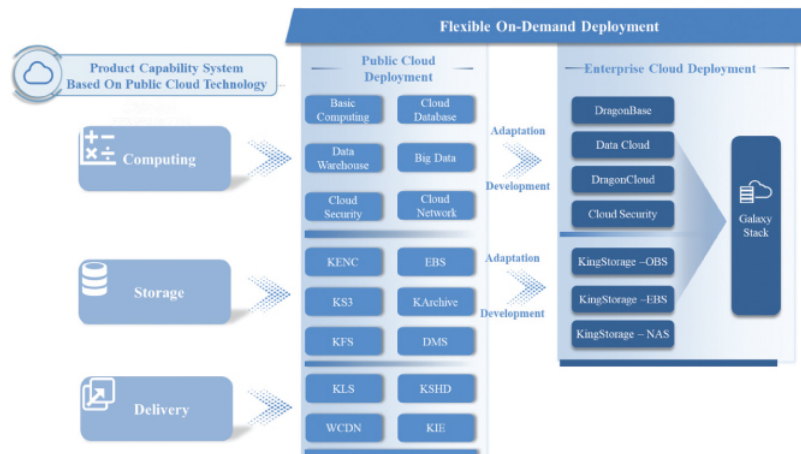 Flexible On-Demand Deployment
Product Capability System
Based On Public Cloud Technology
Public Cloud
Deployment
Enterprise Cloud Deployment
Computing
Basic
Computing
Cloud
Database
Data
Warehouse
Big Data
Cloud
Security
Cloud
Network
Adaptation
Development
DragonBase
Data Cloud
DragonCloud
Cloud Security
Galaxy
Stack
Storage
KENC
EBS
KS3
KArchive
KFS
DMS
Adaptation
Development
KingStorage –OBS
KingStorage –EBS
KingStorage – NAS
Delivery
KLS
KSHD
WCDN
KIE